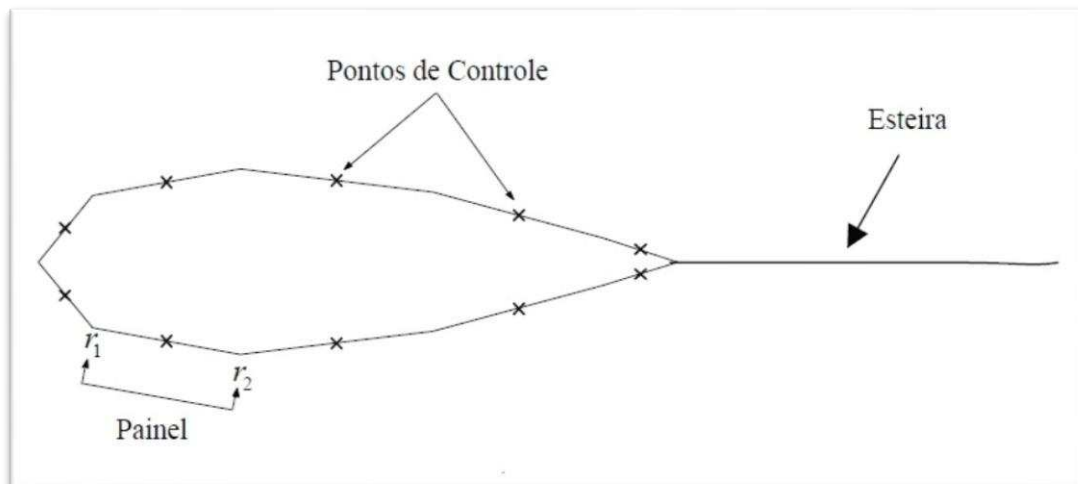 Pontos de Controle
Esteira
r1
r2
Painel